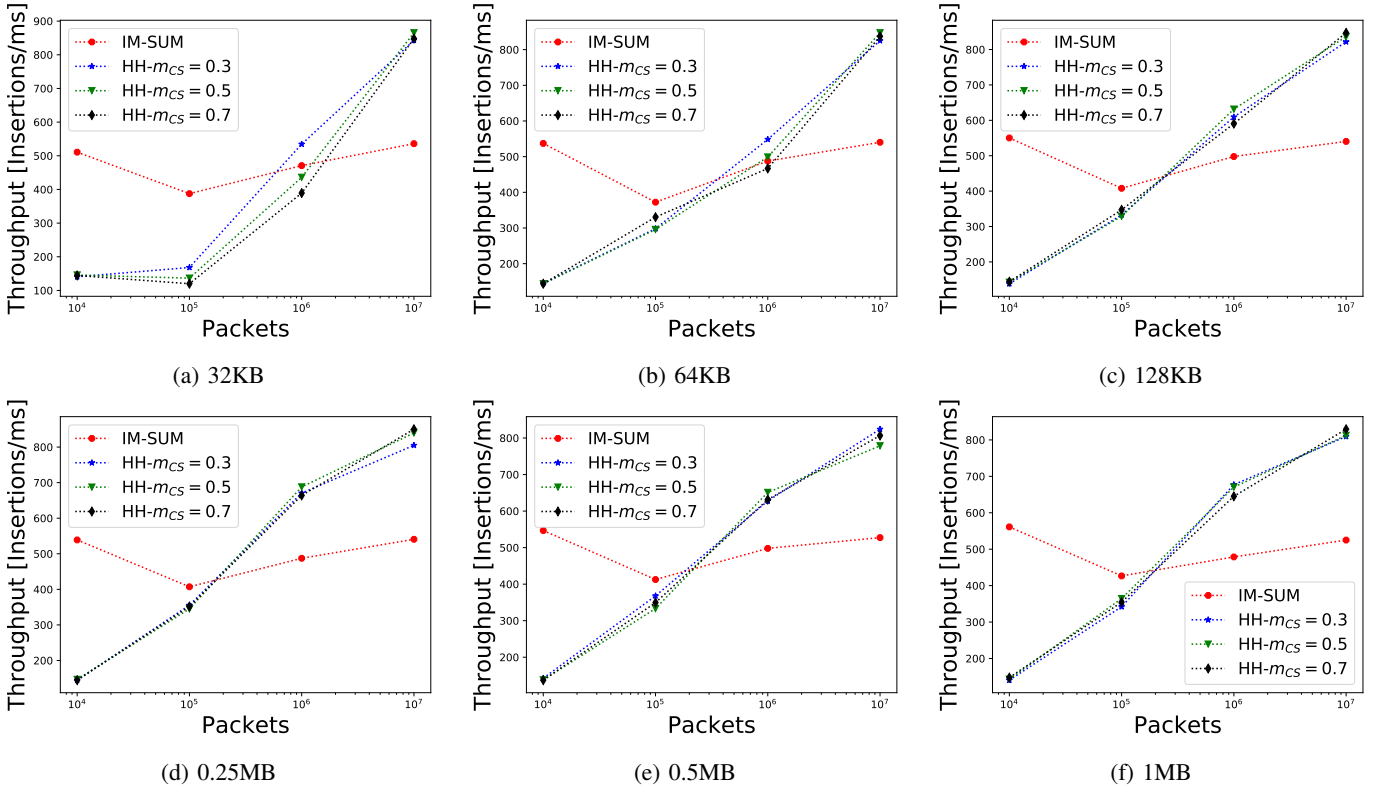 Throughput [Insertions/ms]
900
800
700
600
500
400
300
200
100
IM-SUM
HH-m_CS = 0.3
HH-m_CS = 0.5
HH-m_CS = 0.7
10^4
10^5
10^6
10^7
Packets
(a) 32KB
Throughput [Insertions/ms]
800
700
600
500
400
300
200
IM-SUM
HH-m_CS = 0.3
HH-m_CS = 0.5
HH-m_CS = 0.7
10^4
10^5
10^6
10^7
Packets
(b) 64KB
Throughput [Insertions/ms]
800
700
600
500
400
300
200
IM-SUM
HH-m_CS = 0.3
HH-m_CS = 0.5
HH-m_CS = 0.7
10^4
10^5
10^6
10^7
Packets
(c) 128KB
Throughput [Insertions/ms]
800
700
600
500
400
300
200
IM-SUM
HH-m_CS = 0.3
HH-m_CS = 0.5
HH-m_CS = 0.7
10^4
10^5
10^6
10^7
Packets
(d) 0.25MB
Throughput [Insertions/ms]
800
700
600
500
400
300
200
IM-SUM
HH-m_CS = 0.3
HH-m_CS = 0.5
HH-m_CS = 0.7
10^4
10^5
10^6
10^7
Packets
(e) 0.5MB
Throughput [Insertions/ms]
800
700
600
500
400
300
200
IM-SUM
HH-m_CS = 0.3
HH-m_CS = 0.5
HH-m_CS = 0.7
10^4
10^5
10^6
10^7
Packets
(f) 1MB